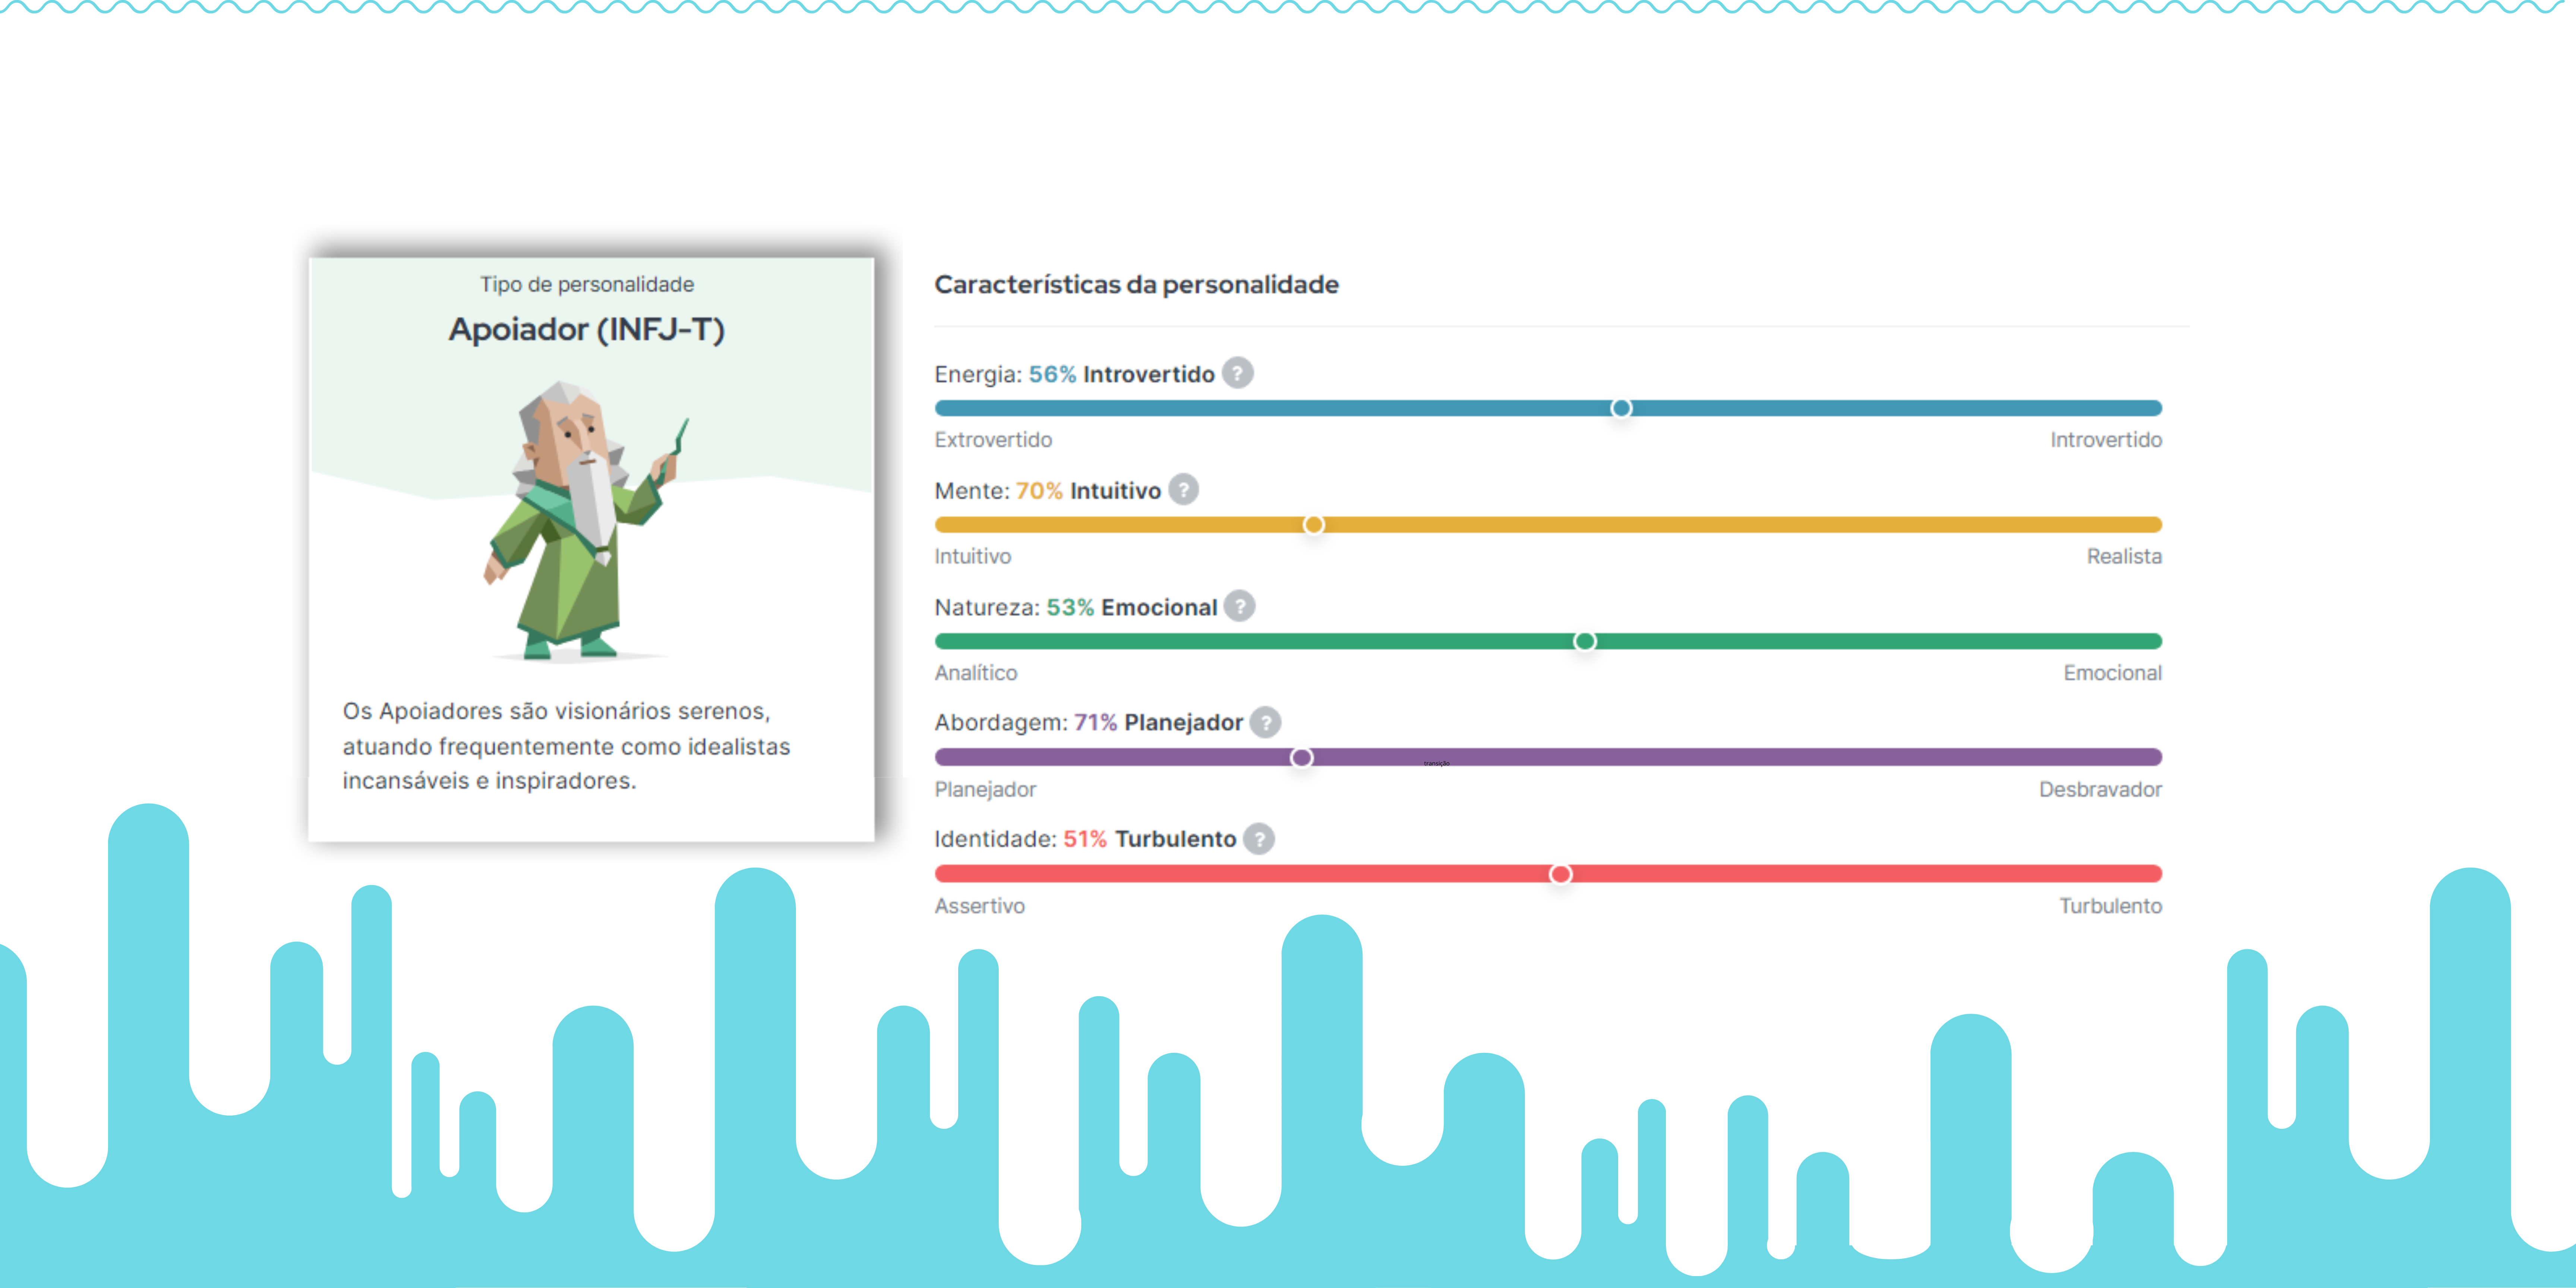 Tipo de personalidade
Apoiador (INFJ-T)
Os Apoiadores são visionários serenos,
atuando frequentemente como idealistas
incansáveis e inspiradores.
Características da personalidade
Energia: 56% Introvertido ?
Extrovertido Introvertido
Mente: 70% Intuitivo ?
Intuitivo Realista
Natureza: 53% Emocional ?
Analítico Emocional
Abordagem: 71% Planejador ?
transição
Planejador Desbravador
Identidade: 51% Turbulento ?
Assertivo Turbulento